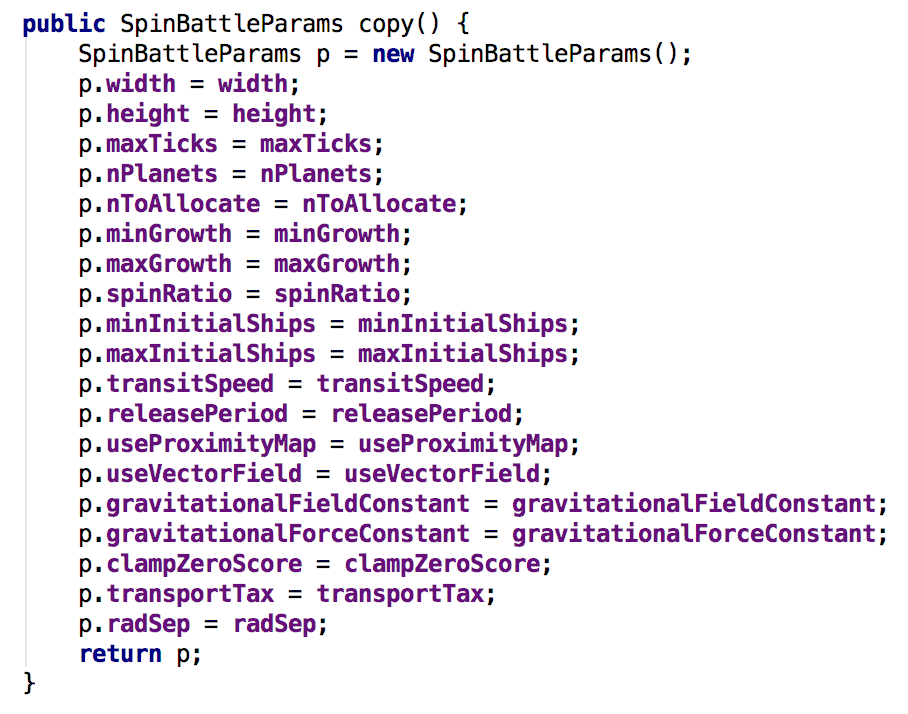 public SpinBattleParams copy() {
    SpinBattleParams p = new SpinBattleParams();
    p.width = width;
    p.height = height;
    p.maxTicks = maxTicks;
    p.nPlanets = nPlanets;
    p.nToAllocate = nToAllocate;
    p.minGrowth = minGrowth;
    p.maxGrowth = maxGrowth;
    p.spinRatio = spinRatio;
    p.minInitialShips = minInitialShips;
    p.maxInitialShips = maxInitialShips;
    p.transitSpeed = transitSpeed;
    p.releasePeriod = releasePeriod;
    p.useProximityMap = useProximityMap;
    p.useVectorField = useVectorField;
    p.gravitationalFieldConstant = gravitationalFieldConstant;
    p.gravitationalForceConstant = gravitationalForceConstant;
    p.clampZeroScore = clampZeroScore;
    p.transportTax = transportTax;
    p.radSep = radSep;
    return p;
}